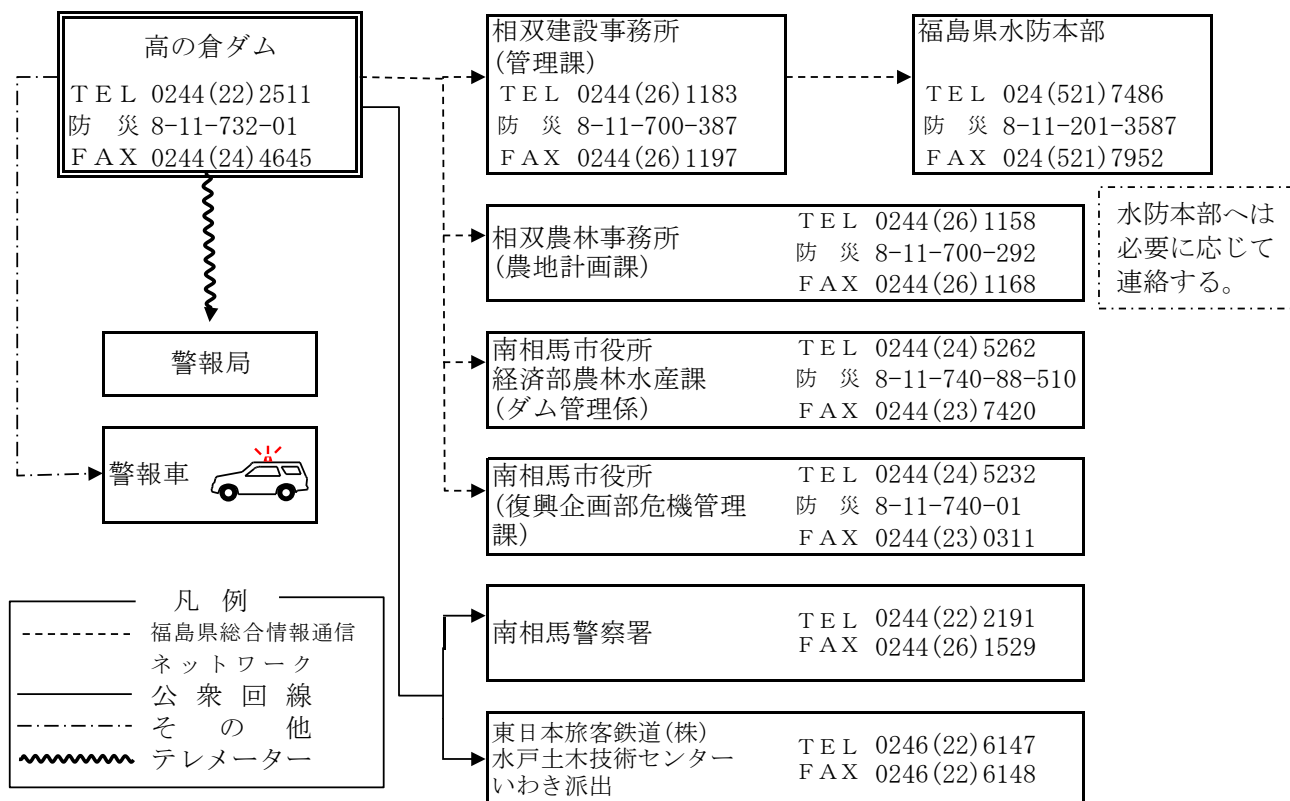 高の倉ダム
ＴＥＬ 0244(22)2511
防　災 8-11-732-01
ＦＡＸ 0244(24)4645
相双建設事務所
(管理課)
ＴＥＬ 0244(26)1183
防　災 8-11-700-387
ＦＡＸ 0244(26)1197
福島県水防本部
ＴＥＬ 024(521)7486
防　災 8-11-201-3587
ＦＡＸ 024(521)7952
水防本部へは
必要に応じて
連絡する。
相双農林事務所
(農地計画課)
ＴＥＬ 0244(26)1158
防　災 8-11-700-292
ＦＡＸ 0244(26)1168
警報局
南相馬市役所
経済部農林水産課
(ダム管理係)
ＴＥＬ 0244(24)5262
防　災 8-11-740-88-510
ＦＡＸ 0244(23)7420
警報車
南相馬市役所
(復興企画部危機管理
課)
ＴＥＬ 0244(24)5232
防　災 8-11-740-01
ＦＡＸ 0244(23)0311
南相馬警察署
ＴＥＬ 0244(22)2191
ＦＡＸ 0244(26)1529
東日本旅客鉄道(株)
水戸土木技術センター
いわき派出
ＴＥＬ 0246(22)6147
ＦＡＸ 0246(22)6148
凡　例
福島県総合情報通信
ネットワーク
公　衆　回　線
そ　の　他
テレメーター